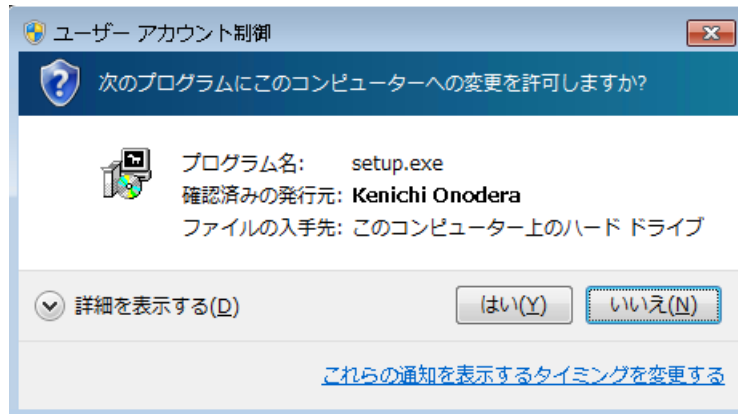 ユーザー アカウント制御
次のプログラムにこのコンピューターへの変更を許可しますか?
プログラム名: setup.exe
確認済みの発行元: Kenichi Onodera
ファイルの入手先: このコンピューター上のハード ドライブ
詳細を表示する(D) はい(Y) いいえ(N)
これらの通知を表示するタイミングを変更する